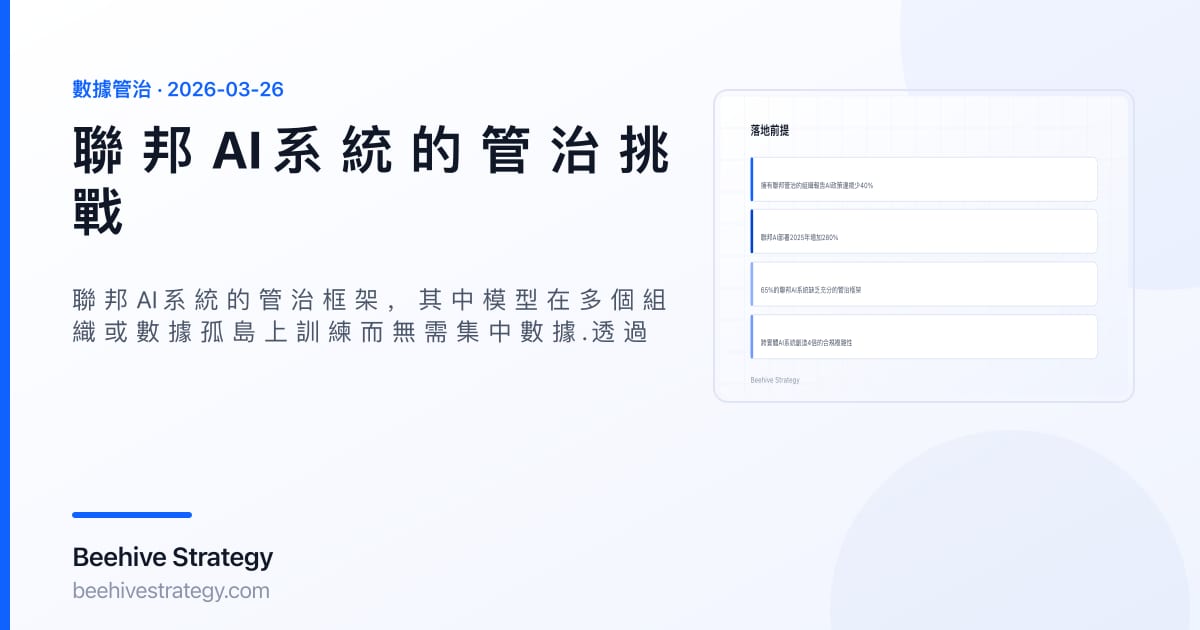 數據管治 · 2026-03-26
聯邦AI系統的管治挑
戰
聯邦AI系統的管治框架，其中模型在多個組
織或數據孤島上訓練而無需集中數據.透過
落地前提
擁有聯邦管治的組織報告AI政策違規少40%
聯邦AI部署2025年增加280%
65%的聯邦AI系統缺乏充分的管治框架
跨實體AI系統創造4倍的合規複雜性
Beehive Strategy
Beehive Strategy
beehivestrategy.com